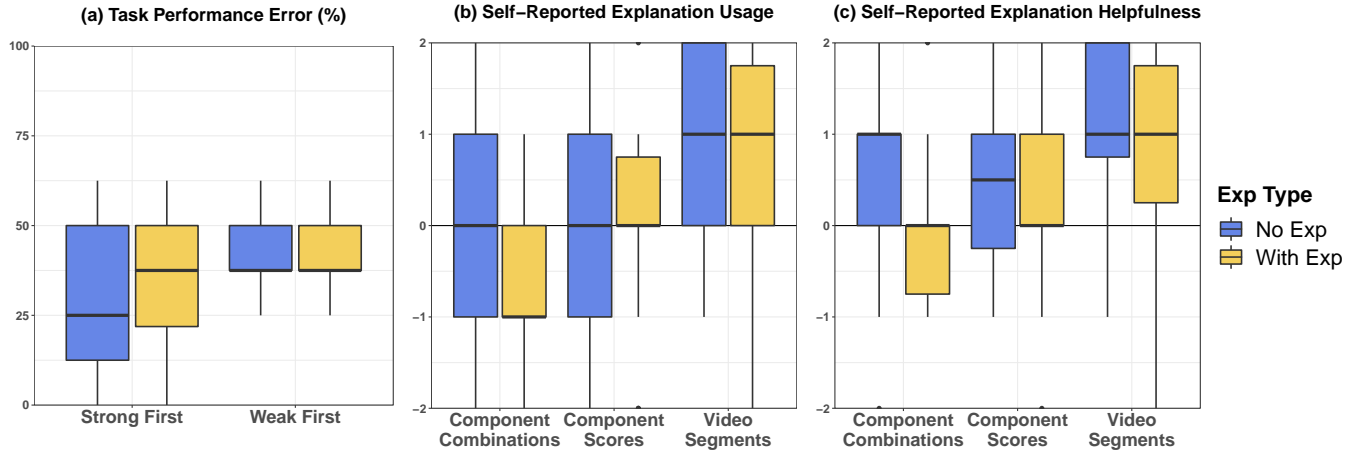 (a) Task Performance Error (%)
100
75
50
25
0
Strong First
Weak First
(b) Self−Reported Explanation Usage
2
1
0
−1
−2
Component
Combinations
Component
Scores
Video
Segments
(c) Self−Reported Explanation Helpfulness
2
1
0
−1
−2
Component
Combinations
Component
Scores
Video
Segments
Exp Type
No Exp
With Exp